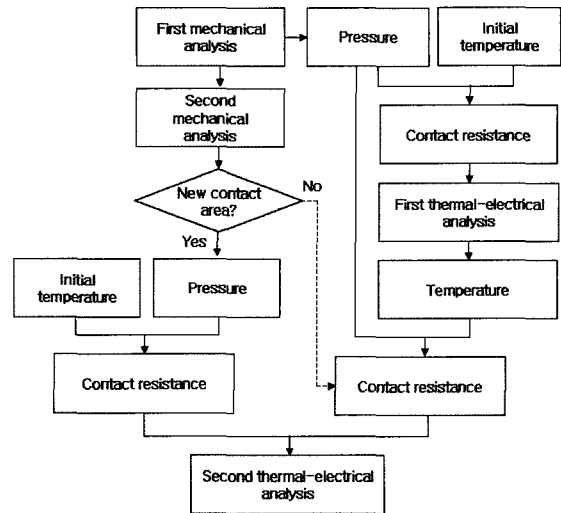 First mechanical
analysis
Pressure
Initial
temperature
Second
mechanical
analysis
Contact resistance
New contact
area?
No
First thermal-electrical
analysis
Yes
Initial
temperature
Pressure
Temperature
Contact resistance
Contact resistance
Second thermal-electrical
analysis